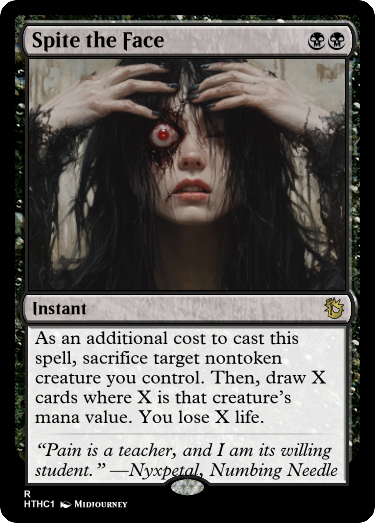 Spite the Face
Instant
As an additional cost to cast this
spell, sacrifice target nontoken
creature you control. Then, draw X
cards where X is that creature's
mana value. You lose X life.
“Pain is a teacher, and I am its willing
student.” —Nyxpetal, Numbing Needle
R
HTHC1 Midjourney